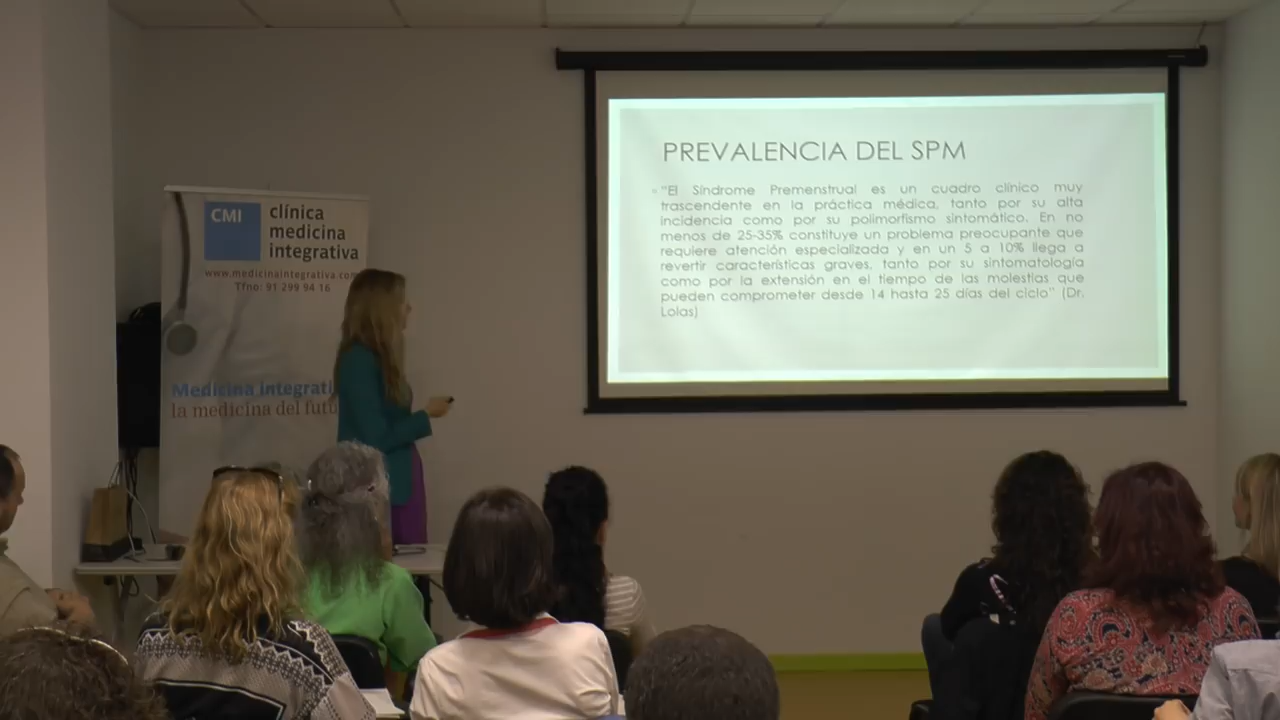 PREVALENCIA DEL SPM
"El Síndrome Premenstrual es un cuadro clínico muy
trascendente en la práctica médica, tanto por su alta
incidencia como por su polimorfismo sintomático. En no
menos de 25-35% constituye un problema preocupante que
requiere atención especializada y en un 5 a 10% llega a
revertir características graves, tanto por su sintomatología
como por la extensión en el tiempo de las molestias que
pueden comprometer desde 14 hasta 25 días del ciclo" (Dr.
Lolas)
CMI
clínica
medicina
integrativa
www.medicinaintegrativa.com
Tfno: 91 299 94 16
Medicina integrati
la medicina del futu